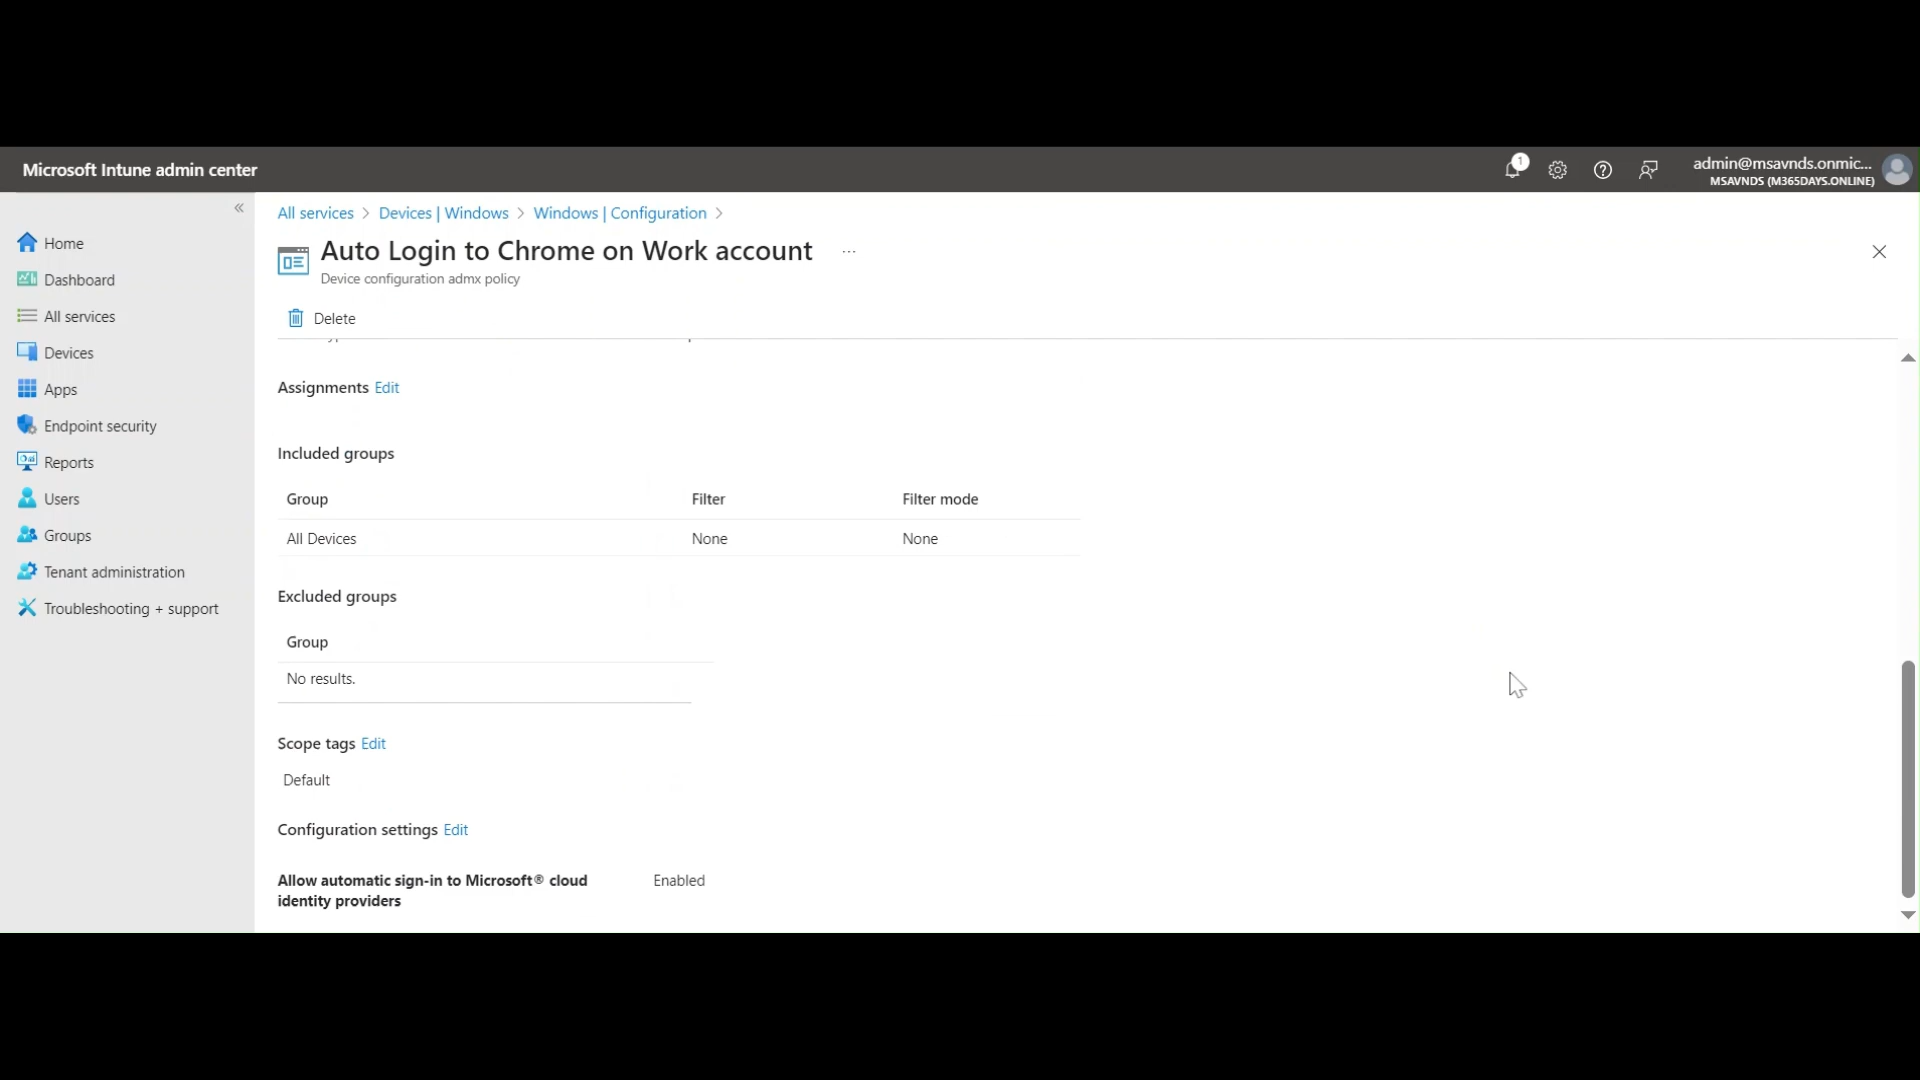 Microsoft Intune admin center
1
admin@msavnds.onmic...
MSAVNDS (M365DAYS.ONLINE)
«
Home
Dashboard
All services
Devices
Apps
Endpoint security
Reports
Users
Groups
Tenant administration
Troubleshooting + support
All services > Devices | Windows > Windows | Configuration >
Auto Login to Chrome on Work account ...
Device configuration admx policy
Delete
Assignments Edit
Included groups
Group Filter Filter mode
All Devices None None
Excluded groups
Group
No results.
Scope tags Edit
Default
Configuration settings Edit
Allow automatic sign-in to Microsoft® cloud Enabled
identity providers